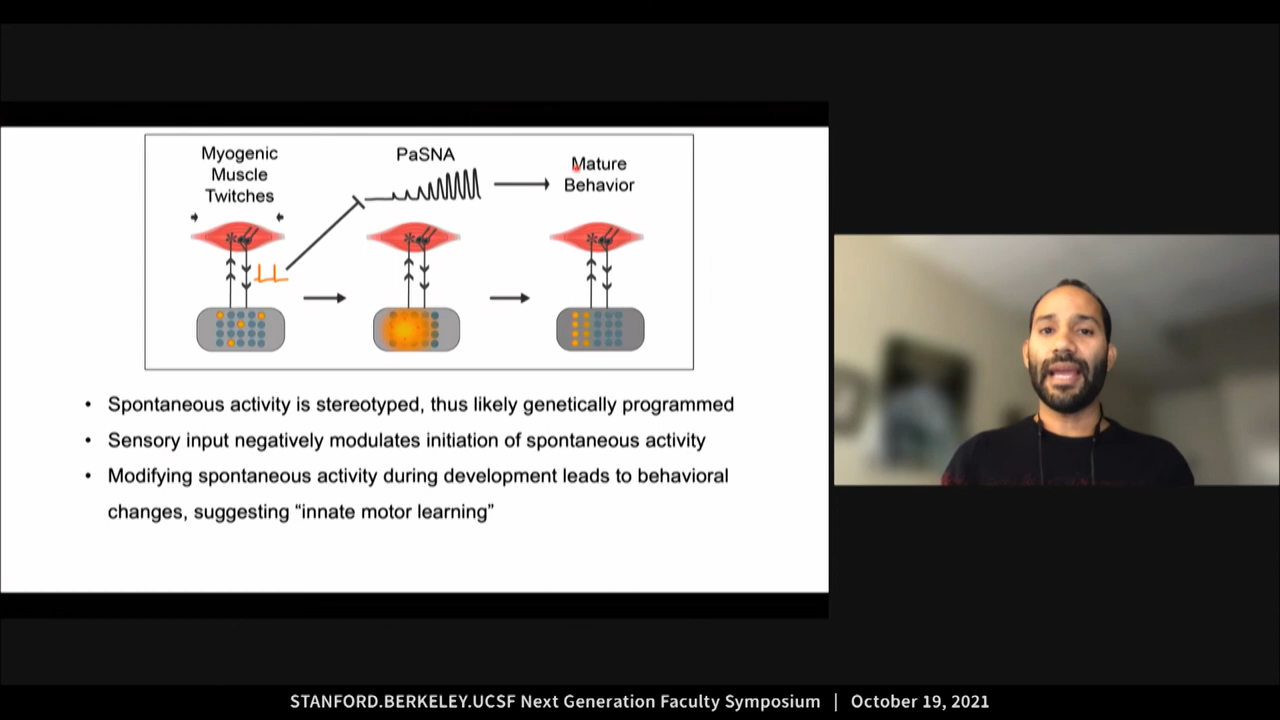 Myogenic
Muscle
Twitches
PaSNA
Mature
Behavior
• Spontaneous activity is stereotyped, thus likely genetically programmed
• Sensory input negatively modulates initiation of spontaneous activity
• Modifying spontaneous activity during development leads to behavioral
changes, suggesting “innate motor learning”
STANFORD.BERKELEY.UCSF Next Generation Faculty Symposium | October 19, 2021